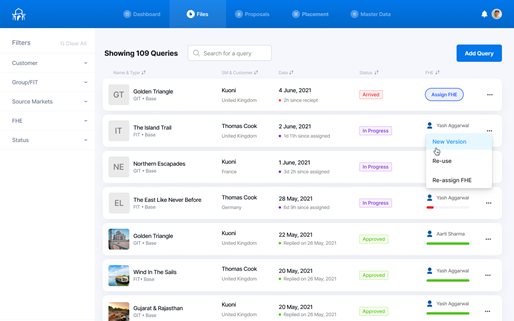 Dashboard
Files
Proposals
Placement
Master Data
Filters
Clear All
Customer
Group/FIT
Source Markets
FHE
Status
Showing 109 Queries
Search for a query
Add Query
Name & Type
SM & Customer
Date
Status
FHE
GT
Golden Triangle
GIT • Base
Kuoni
United Kingdom
4 June, 2021
2h since receipt
Arrived
Assign FHE
IT
The Island Trail
FIT • Base
Thomas Cook
United Kingdom
2 June, 2021
1d 11h since assigned
In Progress
Yash Aggarwal
New Version
Re-use
Re-assign FHE
NE
Northern Escapades
GIT • Base
Kuoni
France
1 June, 2021
3d 2h since assigned
In Progress
EL
The East Like Never Before
FIT • Base
Thomas Cook
Germany
28 May, 2021
6d 9h since assigned
In Progress
Yash Aggarwal
Golden Triangle
GIT • Base
Kuoni
United Kingdom
22 May, 2021
Replied on 26 May, 2021
Approved
Aarti Sharma
Wind In The Sails
FIT • Base
Thomas Cook
United Kingdom
20 May, 2021
Replied on 26 May, 2021
Approved
Yash Aggarwal
Gujarat & Rajasthan
GIT • Base
Kuoni
United Kingdom
20 May, 2021
Replied on 26 May, 2021
Approved
Yash Aggarwal